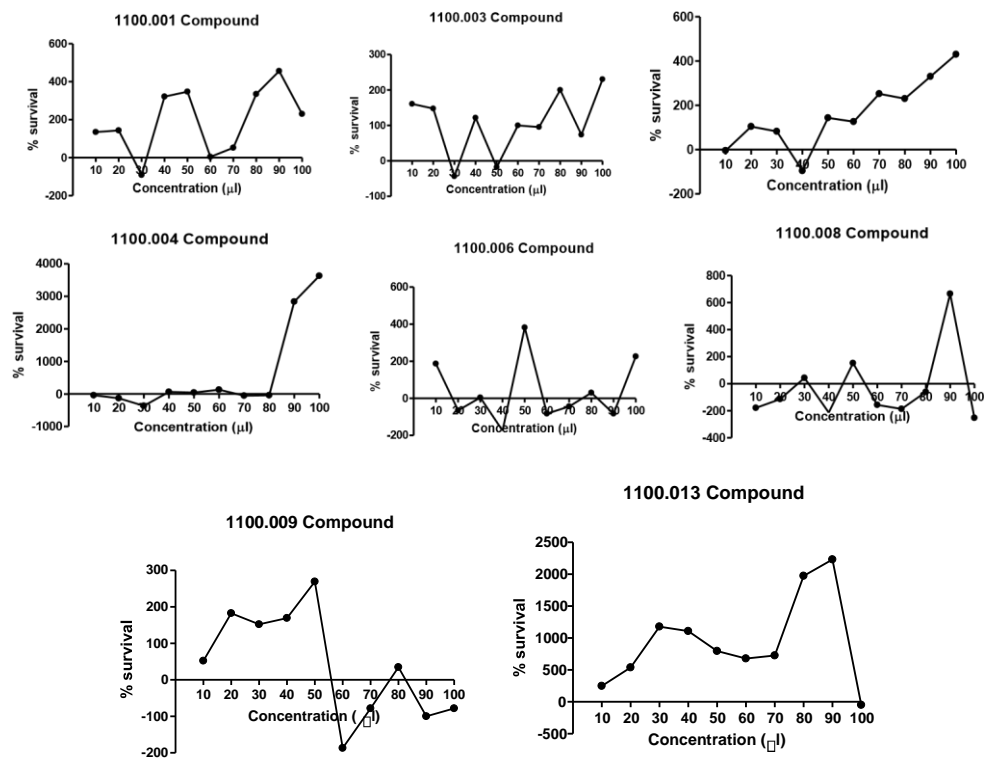 1100.001 Compound
% survival
600
400
200
0
-200
10 20 30 40 50 60 70 80 90 100
Concentration (μl)
1100.003 Compound
% survival
300
200
100
0
-100
10 20 30 40 50 60 70 80 90 100
Concentration (μl)
% survival
600
400
200
0
-200
10 20 30 40 50 60 70 80 90 100
Concentration (μl)
1100.004 Compound
% survival
4000
3000
2000
1000
0
-1000
10 20 30 40 50 60 70 80 90 100
Concentration (μl)
1100.006 Compound
% survival
600
400
200
0
-200
10 20 30 40 50 60 70 80 90 100
Concentration (μl)
1100.008 Compound
% survival
800
600
400
200
0
-200
-400
10 20 30 40 50 60 70 80 90 100
Concentration (μl)
1100.009 Compound
% survival
300
200
100
0
-100
-200
10 20 30 40 50 60 70 80 90 100
Concentration (□l)
1100.013 Compound
% survival
2500
2000
1500
1000
500
0
-500
10 20 30 40 50 60 70 80 90 100
Concentration (□l)